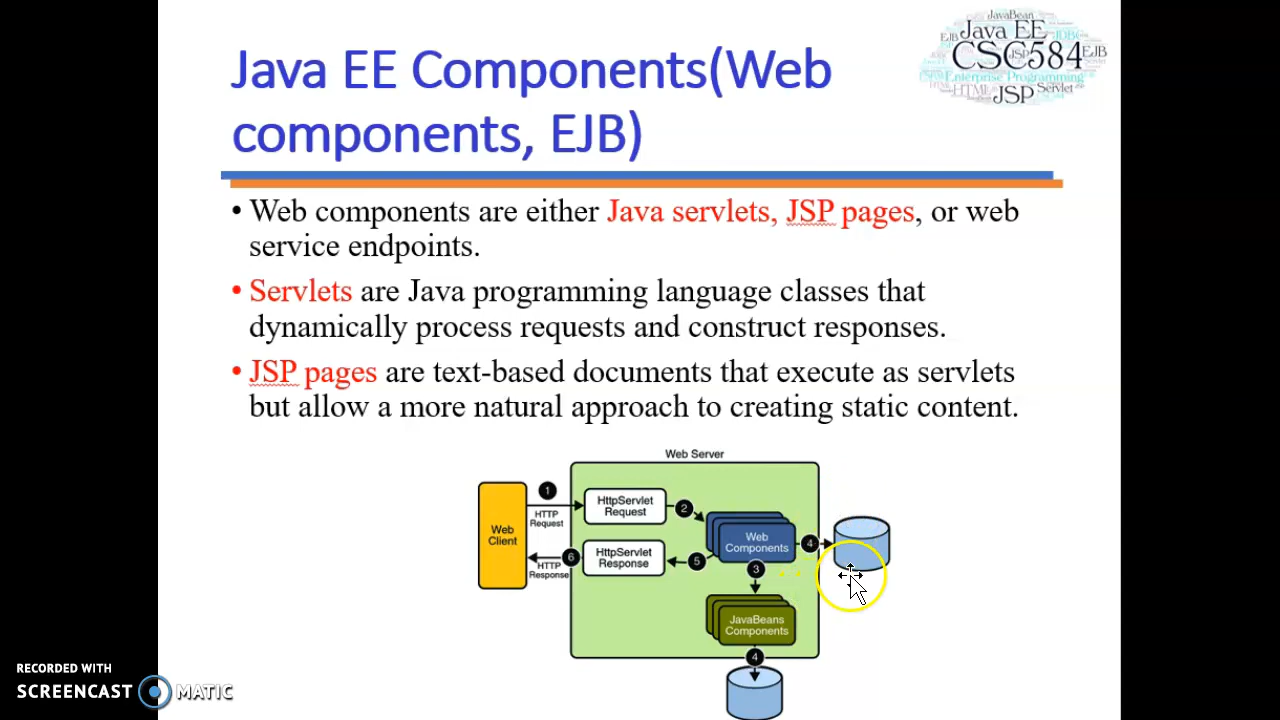 Java EE Components(Web
components, EJB)
JavaBean
EJB
Java EE
JDBC
CSC584
JSP
EJB
Enterprise Programming
HTML
JSP
Servlet
• Web components are either Java servlets, JSP pages, or web
service endpoints.
• Servlets are Java programming language classes that
dynamically process requests and construct responses.
• JSP pages are text-based documents that execute as servlets
but allow a more natural approach to creating static content.
Web Server
Web
Client
1
HTTP
Request
HttpServlet
Request
2
Web
Components
4
HttpServlet
Response
5
6
HTTP
Response
3
JavaBeans
Components
4
RECORDED WITH
SCREENCAST MATIC